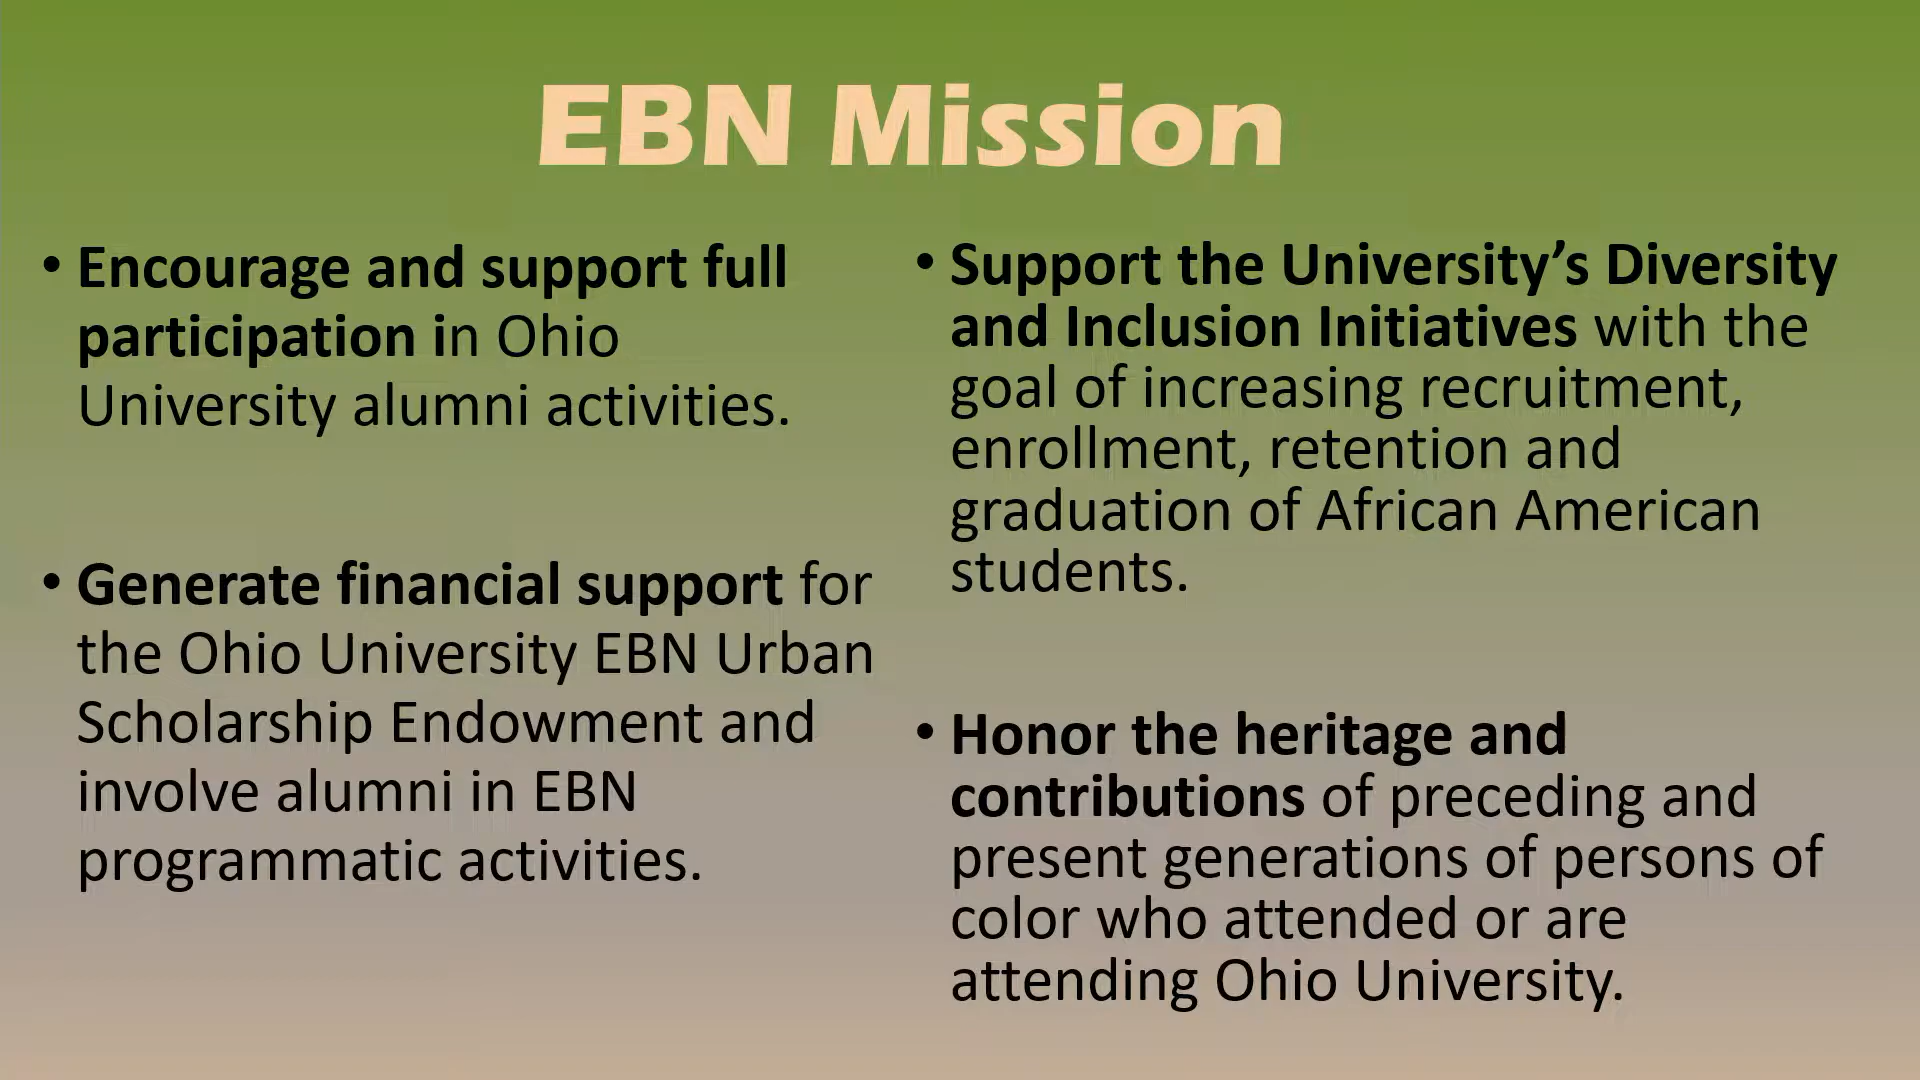 EBN Mission
• Encourage and support full
participation in Ohio
University alumni activities.
• Generate financial support for
the Ohio University EBN Urban
Scholarship Endowment and
involve alumni in EBN
programmatic activities.
• Support the University’s Diversity
and Inclusion Initiatives with the
goal of increasing recruitment,
enrollment, retention and
graduation of African American
students.
• Honor the heritage and
contributions of preceding and
present generations of persons of
color who attended or are
attending Ohio University.